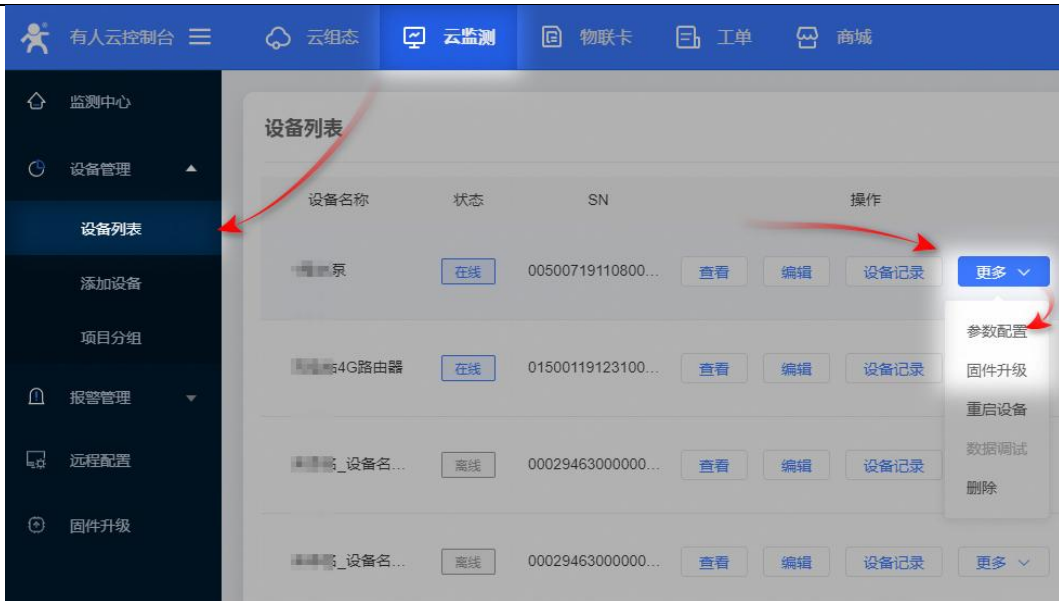 有人云控制台 云组态 云监测 物联卡 工单 商城
监测中心
设备管理
设备列表
添加设备
项目分组
报警管理
远程配置
固件升级
设备列表
设备名称 状态 SN 操作
泵 在线 00500719110800... 查看 编辑 设备记录 更多
参数配置
固件升级
重启设备
数据调试
删除
4G路由器 在线 01500119123100... 查看 编辑 设备记录
_设备名... 离线 00029463000000... 查看 编辑 设备记录
_设备名... 离线 00029463000000... 查看 编辑 设备记录 更多